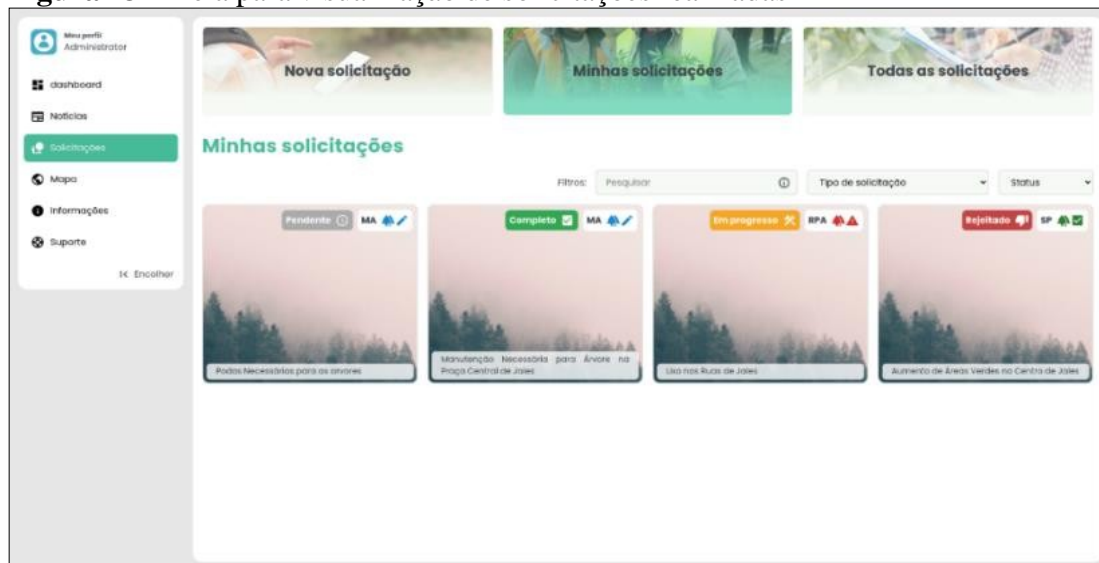 Meu perfil
Administrator
dashboard
Notícias
Solicitações
Mapa
Informações
Suporte
Encolher
Nova solicitação
Minhas solicitações
Todas as solicitações
Minhas solicitações
Filtros: Pesquisar Tipo de solicitação Status
Pendente MA
Completo MA
Em progresso RPA
Rejeitado SP
Podas Necessárias para as arvores
Manutenção Necessária para Árvore na
Praça Central de Jales
Lixo nas Ruas de Jales
Aumento de Áreas Verdes no Centro de Jales